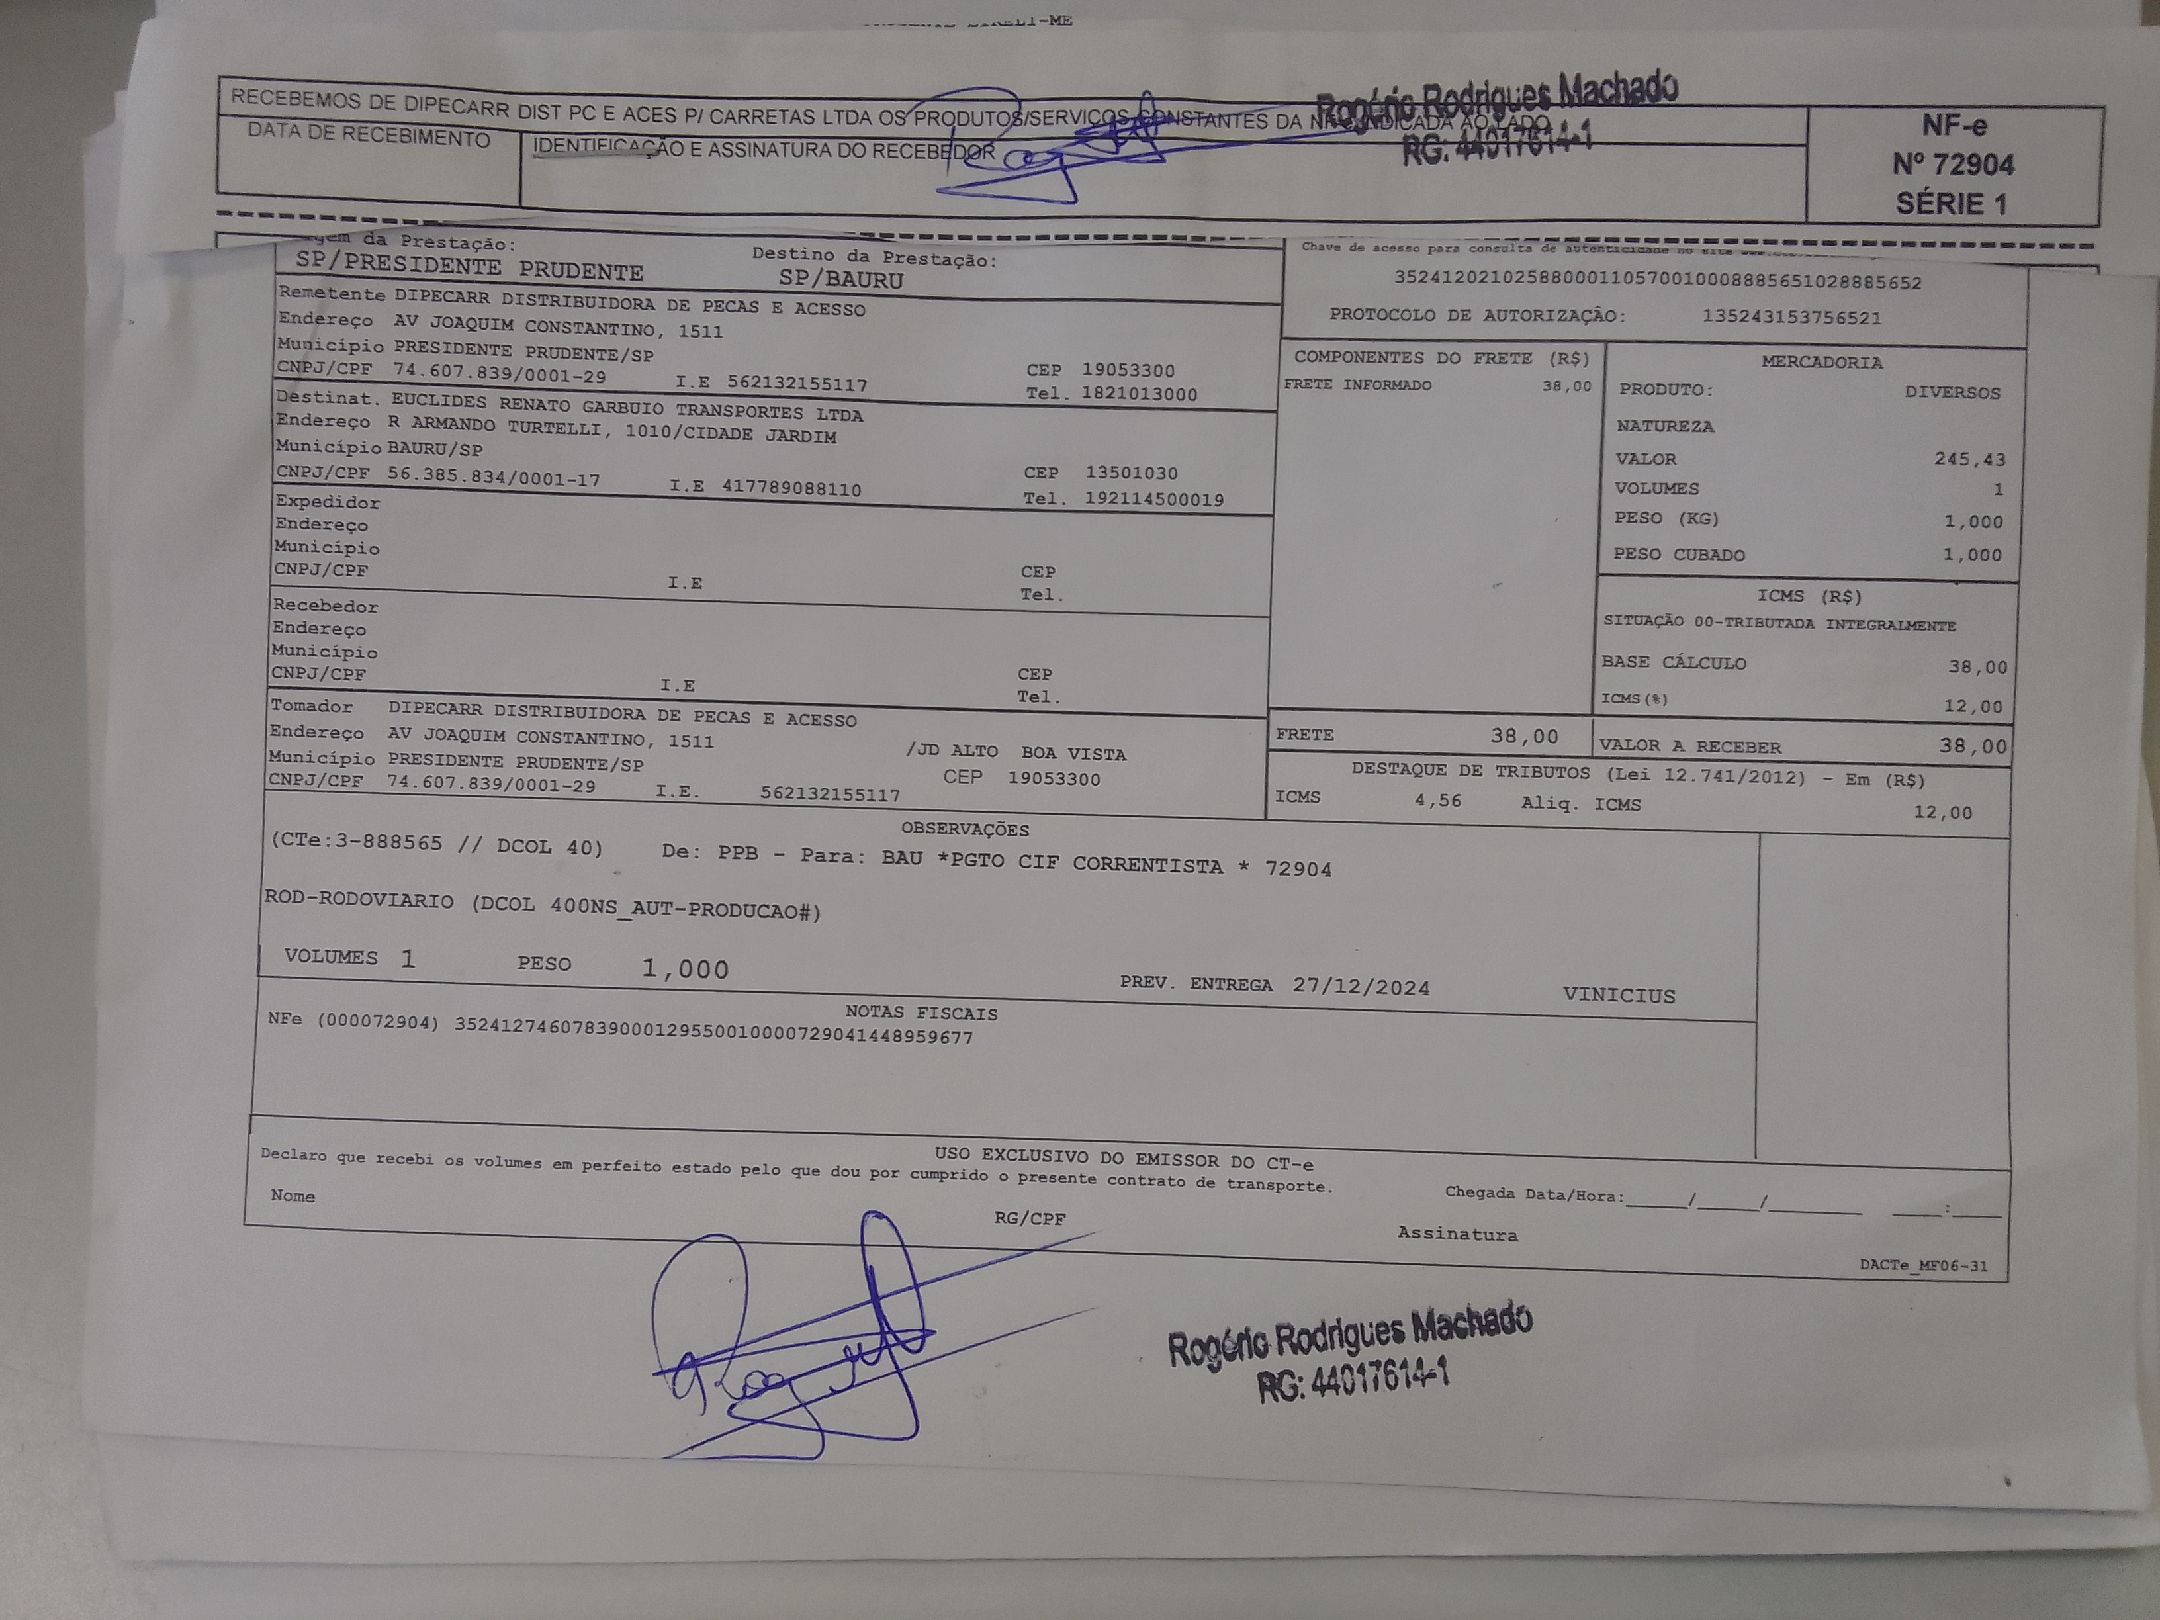 RECEBEMOS DE DIPECARR DIST PC E ACES P/ CARRETAS LTDA OS PRODUTOS/SERVIÇOS CONSTANTES DA INDICADA AO LADO
Rogério Rodrigues Machado
RG: 44017614-1
DATA DE RECEBIMENTO
IDENTIFICAÇÃO E ASSINATURA DO RECEBEDOR
NF-e
Nº 72904
SÉRIE 1
da Prestação:
SP/PRESIDENTE PRUDENTE
Destino da Prestação:
SP/BAURU
Chave de acesso para consulta de autenticidade no site
35241202102588000110570010008885651028885652
PROTOCOLO DE AUTORIZAÇÃO: 135243153756521
Remetente DIPECARR DISTRIBUIDORA DE PECAS E ACESSO
Endereço AV JOAQUIM CONSTANTINO, 1511
Município PRESIDENTE PRUDENTE/SP CEP 19053300
CNPJ/CPF 74.607.839/0001-29 I.E 562132155117 Tel. 1821013000
Destinat. EUCLIDES RENATO GARBUIO TRANSPORTES LTDA
Endereço R ARMANDO TURTELLI, 1010/CIDADE JARDIM
Município BAURU/SP CEP 13501030
CNPJ/CPF 56.385.834/0001-17 I.E 417789088110 Tel. 192114500019
Expedidor
Endereço
Município CEP
CNPJ/CPF I.E Tel.
Recebedor
Endereço
Município CEP
CNPJ/CPF I.E Tel.
Tomador DIPECARR DISTRIBUIDORA DE PECAS E ACESSO
Endereço AV JOAQUIM CONSTANTINO, 1511 /JD ALTO BOA VISTA
Município PRESIDENTE PRUDENTE/SP CEP 19053300
CNPJ/CPF 74.607.839/0001-29 I.E. 562132155117
COMPONENTES DO FRETE (R$)
FRETE INFORMADO 38,00
MERCADORIA
PRODUTO: DIVERSOS
NATUREZA
VALOR 245,43
VOLUMES 1
PESO (KG) 1,000
PESO CUBADO 1,000
ICMS (R$)
SITUAÇÃO 00-TRIBUTADA INTEGRALMENTE
BASE CÁLCULO 38,00
ICMS(%) 12,00
FRETE 38,00 VALOR A RECEBER 38,00
DESTAQUE DE TRIBUTOS (Lei 12.741/2012) - Em (R$)
ICMS 4,56 Aliq. ICMS 12,00
OBSERVAÇÕES
(CTe:3-888565 // DCOL 40) De: PPB - Para: BAU *PGTO CIF CORRENTISTA * 72904
ROD-RODOVIARIO (DCOL 400NS_AUT-PRODUCAO#)
VOLUMES 1 PESO 1,000 PREV. ENTREGA 27/12/2024 VINICIUS
NOTAS FISCAIS
NFe (000072904) 35241274607839000129550010000729041448959677
USO EXCLUSIVO DO EMISSOR DO CT-e
Declaro que recebi os volumes em perfeito estado pelo que dou por cumprido o presente contrato de transporte.
Chegada Data/Hora:_____/_____/_______ ____:____
Nome RG/CPF Assinatura
DACTe_MF06-31
Rogério Rodrigues Machado
RG: 44017614-1